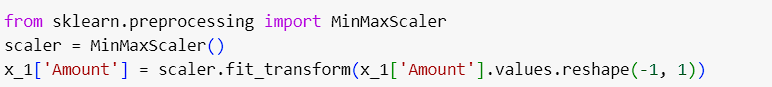 from sklearn.preprocessing import MinMaxScaler
scaler = MinMaxScaler()
x_1['Amount'] = scaler.fit_transform(x_1['Amount'].values.reshape(-1, 1))